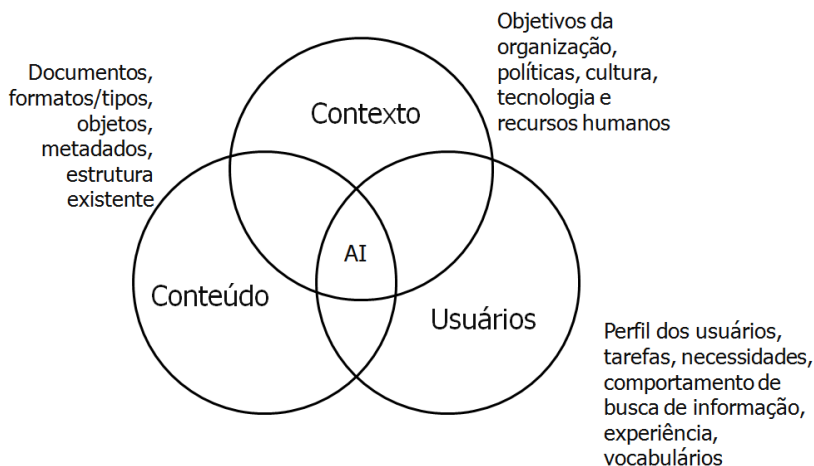 Objetivos da
organização,
políticas, cultura,
tecnologia e
recursos humanos
Documentos,
formatos/tipos,
objetos,
metadados,
estrutura
existente
Contexto
AI
Conteúdo
Usuários
Perfil dos usuários,
tarefas, necessidades,
comportamento de
busca de informação,
experiência,
vocabulários